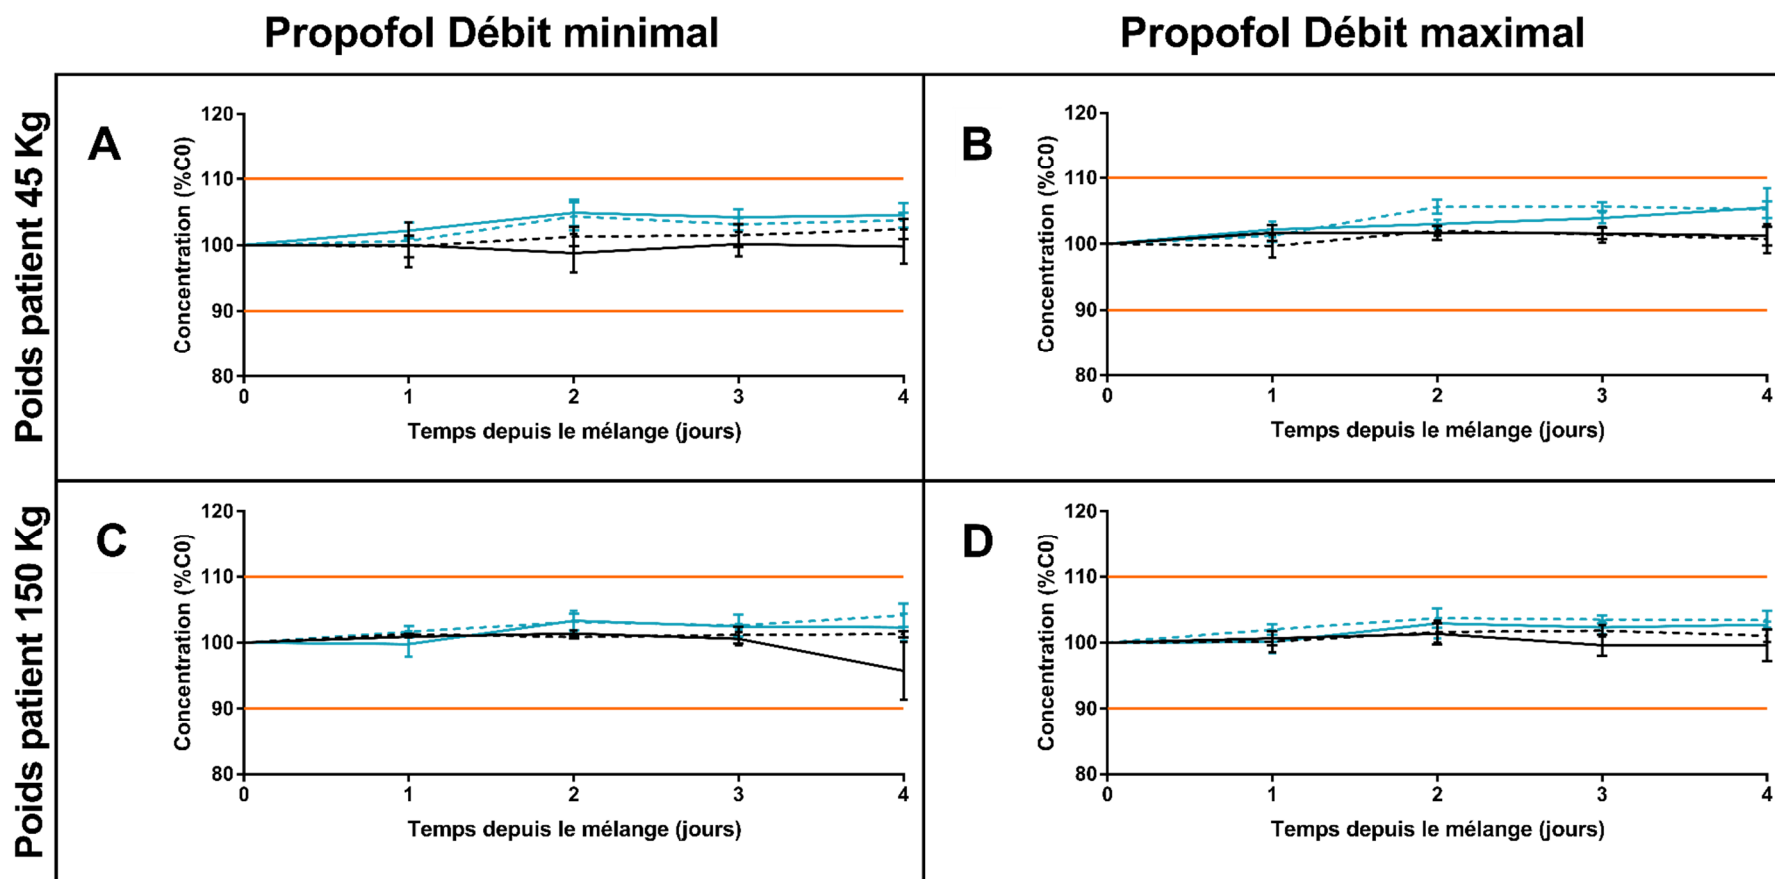 Propofol Débit minimal
Propofol Débit maximal
Poids patient 45 Kg
A
Concentration (%C0)
120
110
100
90
80
0 1 2 3 4
Temps depuis le mélange (jours)
B
Concentration (%C0)
120
110
100
90
80
0 1 2 3 4
Temps depuis le mélange (jours)
Poids patient 150 Kg
C
Concentration (%C0)
120
110
100
90
80
0 1 2 3 4
Temps depuis le mélange (jours)
D
Concentration (%C0)
120
110
100
90
80
0 1 2 3 4
Temps depuis le mélange (jours)